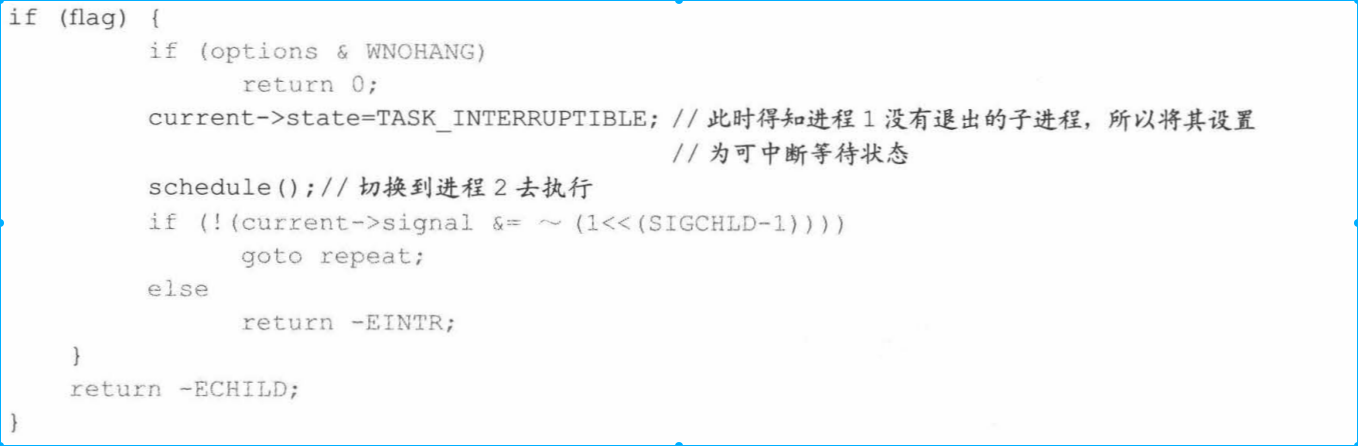 if (flag) {
if (options & WNOHANG)
return 0;
current->state=TASK_INTERRUPTIBLE; // 此时得知进程 1 没有退出的子进程，所以将其设置
// 为可中断等待状态
schedule();// 切换到进程 2 去执行
if (!(current->signal &= ～ (1<<(SIGCHLD-1))))
goto repeat;
else
return -EINTR;
}
return -ECHILD;
}